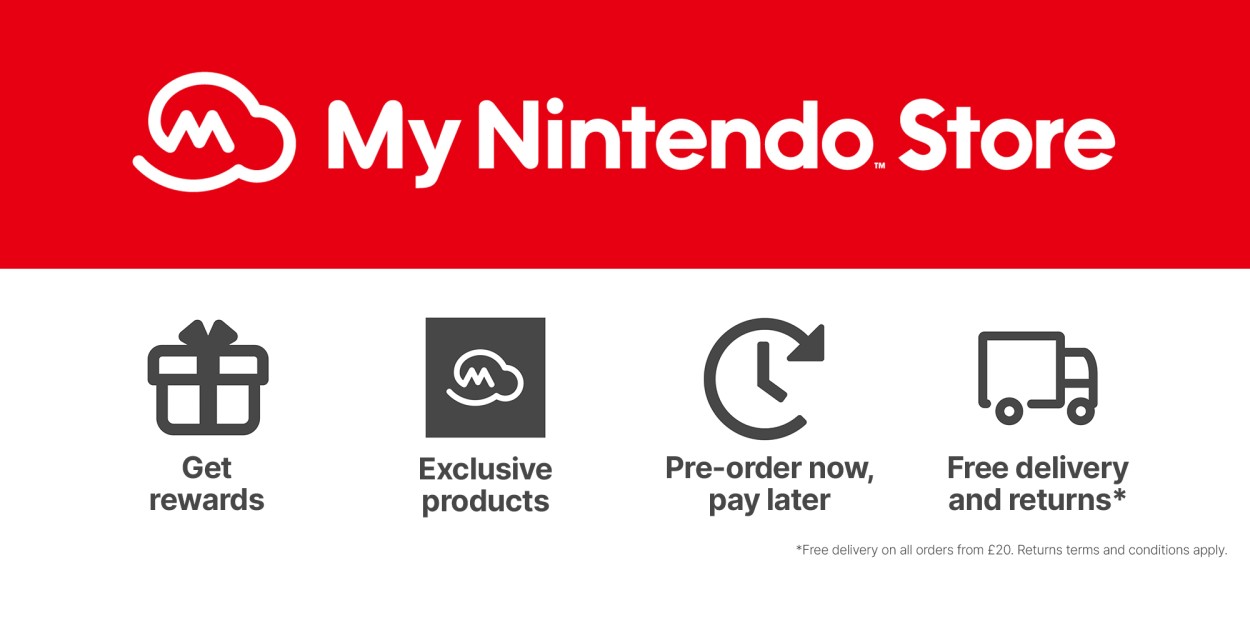 My Nintendo™ Store
Get
rewards
Exclusive
products
Pre-order now,
pay later
Free delivery
and returns*
*Free delivery on all orders from £20. Returns terms and conditions apply.